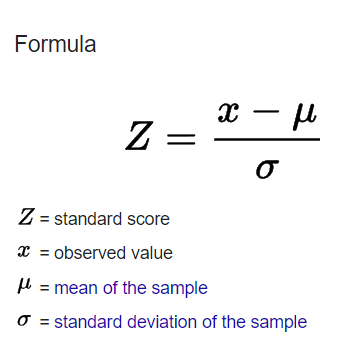 Formula
Z = x − μ / σ
Z = standard score
x = observed value
μ = mean of the sample
σ = standard deviation of the sample